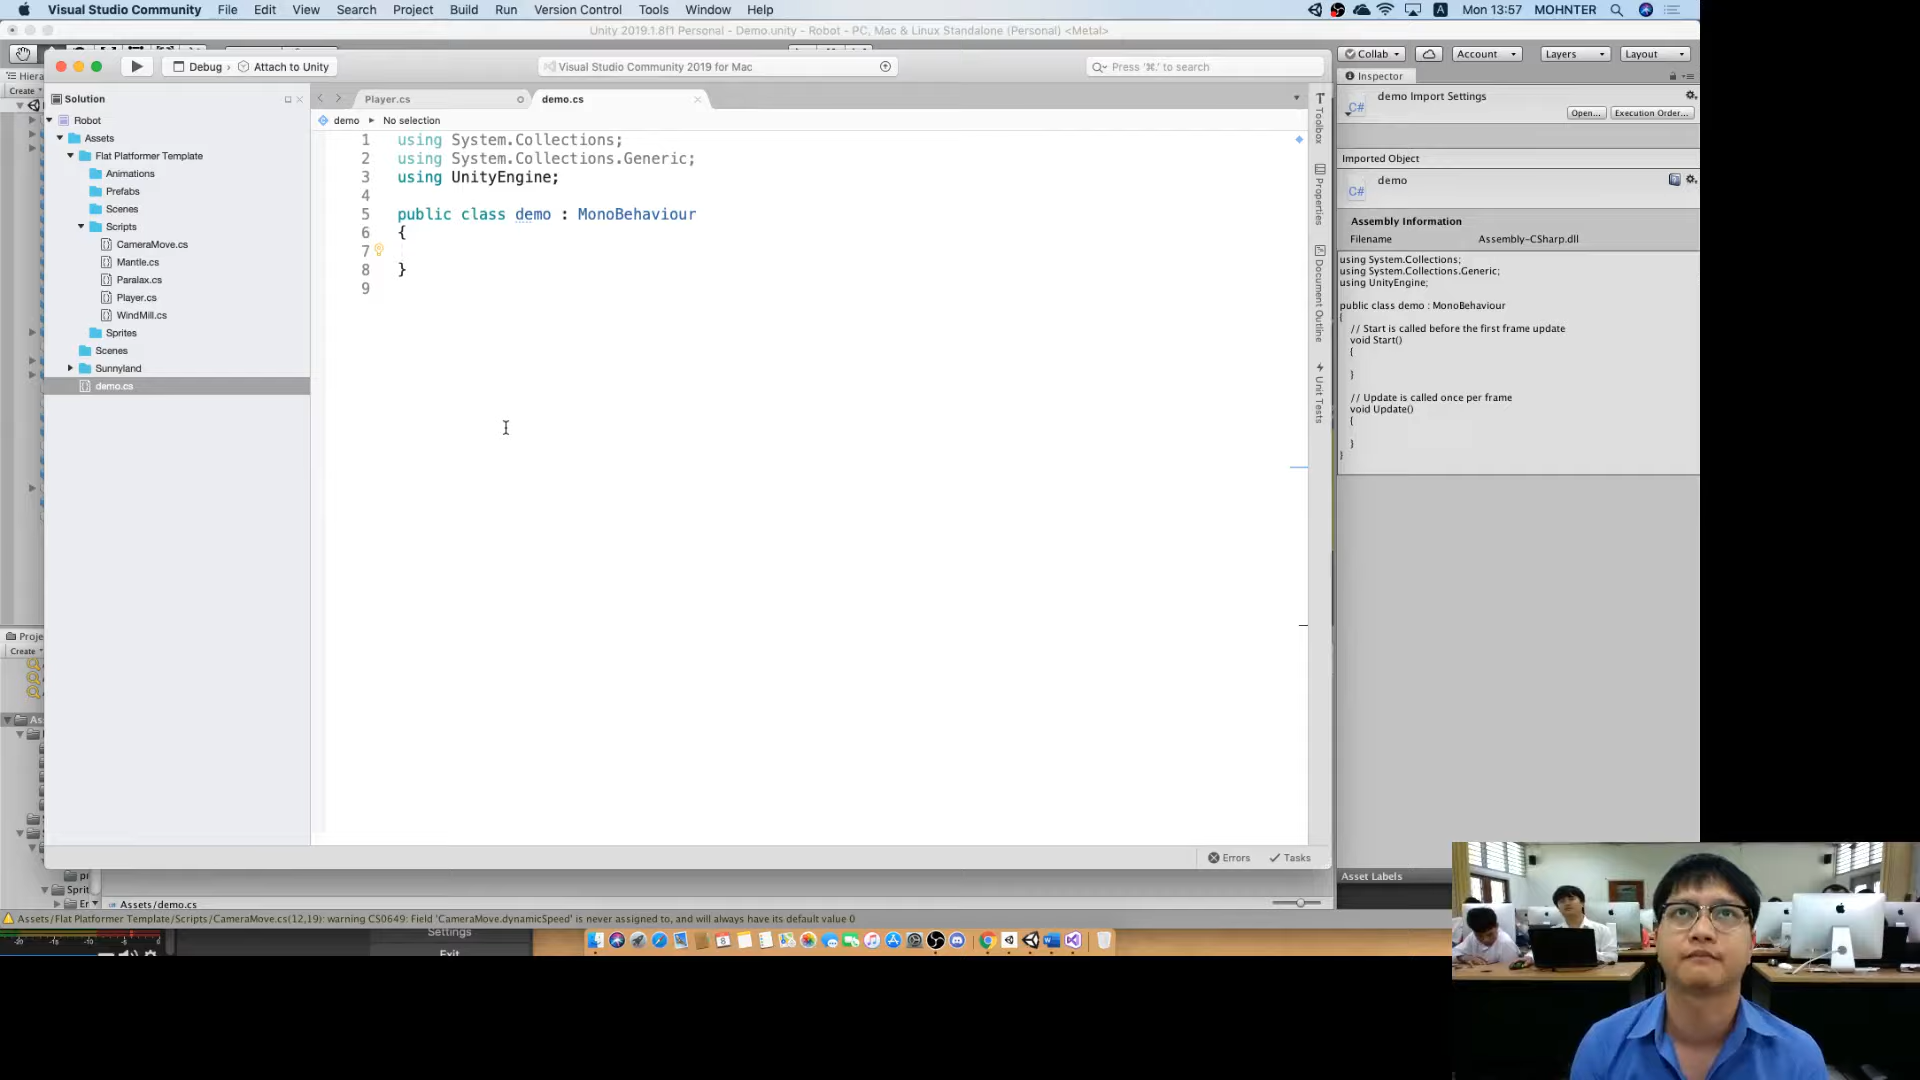 Visual Studio Community File Edit View Search Project Build Run Version Control Tools Window Help
Mon 13:57 MOHNTER
Unity 2019.1.8f1 Personal - Demo.unity - Robot - PC, Mac & Linux Standalone (Personal) <Metal>
Collab Account Layers Layout
Debug Attach to Unity
Visual Studio Community 2019 for Mac
Press '⌘.' to search
Hiera
Create
Solution
Robot
Assets
Flat Platformer Template
Animations
Prefabs
Scenes
Scripts
CameraMove.cs
Mantle.cs
Paralax.cs
Player.cs
WindMill.cs
Sprites
Scenes
Sunnyland
demo.cs
Player.cs demo.cs
demo No selection
1 using System.Collections;
2 using System.Collections.Generic;
3 using UnityEngine;
4
5 public class demo : MonoBehaviour
6 {
7
8 }
9
Toolbox
Properties
Document Outline
Unit Tests
Inspector
demo Import Settings
Open... Execution Order...
Imported Object
demo
Assembly Information
Filename Assembly-CSharp.dll
using System.Collections;
using System.Collections.Generic;
using UnityEngine;
public class demo : MonoBehaviour
{
// Start is called before the first frame update
void Start()
{
}
// Update is called once per frame
void Update()
{
}
}
Errors Tasks
Asset Labels
Proje
Create
As
pr
Sprit
Er
Assets/demo.cs
Assets/Flat Platformer Template/Scripts/CameraMove.cs(12,19): warning CS0649: Field 'CameraMove.dynamicSpeed' is never assigned to, and will always have its default value 0
Settings
Exit